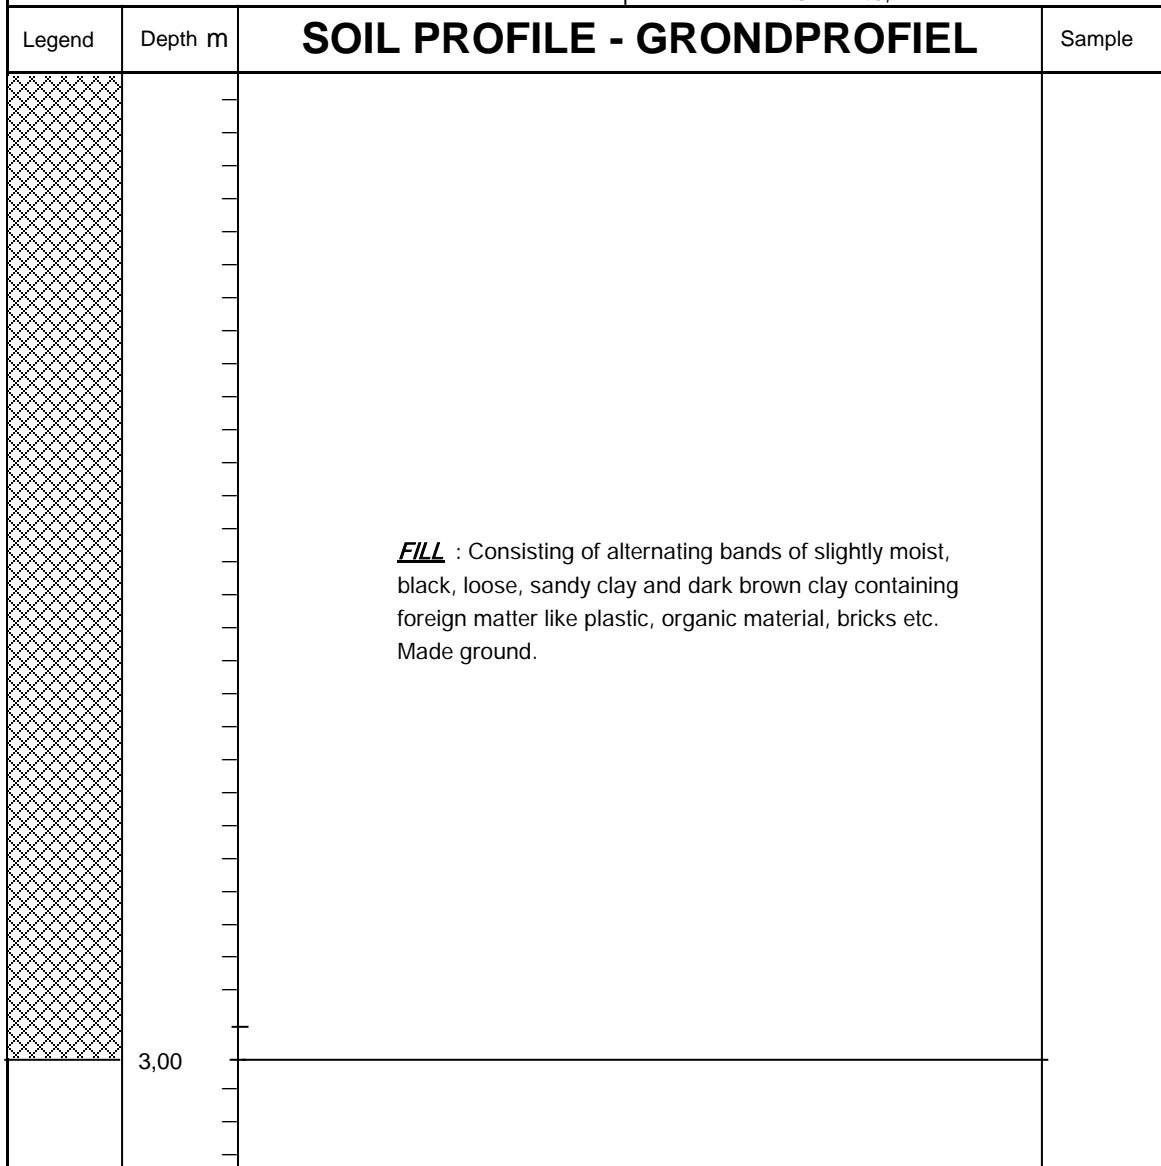 Legend Depth m SOIL PROFILE - GRONDPROFIEL Sample
FILL : Consisting of alternating bands of slightly moist,
black, loose, sandy clay and dark brown clay containing
foreign matter like plastic, organic material, bricks etc.
Made ground.
3,00